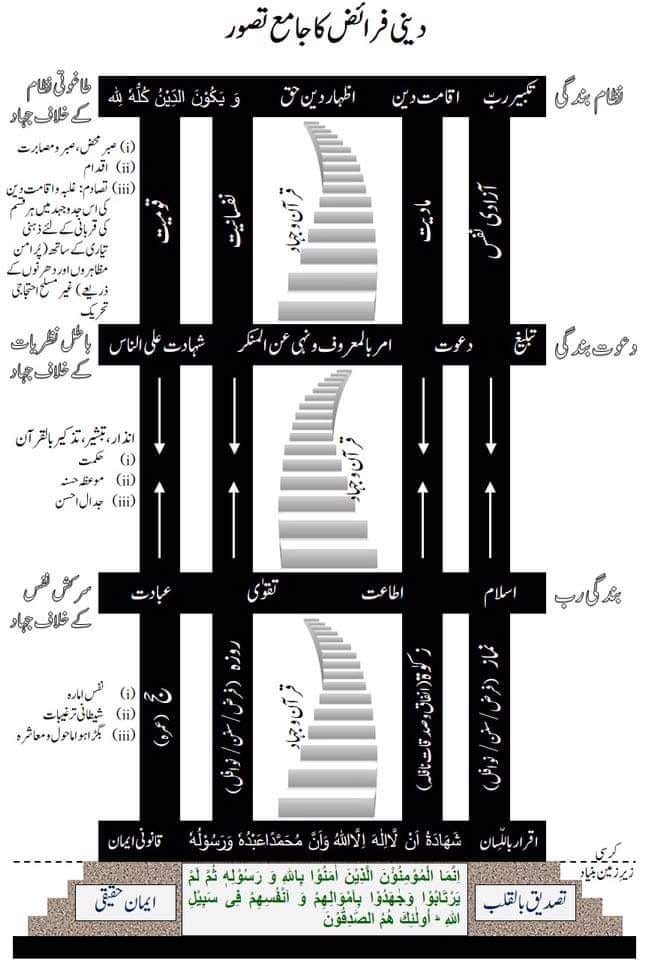 دینی فرائض کا جامع تصور
نظام بندگی
تکبیر ربّ
اقامت دین
اظہار دین حق
وَ یَکُوْنَ الدِّیْنُ کُلُّہٗ لِلّٰہِ
طاغوتی نظام
کے خلاف جہاد
(i) صبر محض، صبر و مصابرت
(ii) اقدام
(iii) تصادم: غلبہ و اقامت دین
کی اس جدوجہد میں ہر قسم
کی قربانی کے لئے ذہنی
تیاری کے ساتھ (پُر امن
مظاہروں اور دھرنوں کے
ذریعے) غیر مسلح احتجاجی
تحریک
آزادی نفس
مادیت
قرآن و جہاد
نفسانیت
قومیت
دعوت بندگی
تبلیغ
دعوت
امر بالمعروف و نہی عن المنکر
شہادت علی الناس
باطل نظریات
کے خلاف جہاد
انذار، تبشیر، تذکیر بالقرآن
(i) حکمت
(ii) موعظہ حسنہ
(iii) جدال احسن
قرآن و جہاد
بندگی رب
اسلام
اطاعت
تقوٰی
عبادت
سرکش نفس
کے خلاف جہاد
(i) نفس امارہ
(ii) شیطانی ترغیبات
(iii) بگڑا ہوا ماحول و معاشرہ
نماز (فرض/سنن/نوافل)
زکوٰۃ (انفاق و صدقات نافلہ)
قرآن و جہاد
روزہ (فرض/سنن/نوافل)
حج (عمرہ)
اقرار باللِّسان
شَھَادَۃُ اَنْ لَّا اِلٰہَ اِلَّا اللّٰہُ وَاَنَّ مُحَمَّدًا عَبْدُہٗ وَرَسُوْلُہٗ
قانونی ایمان
کرسی
زیر زمین بنیاد
تصدیق بالقلب
اِنَّمَا الْمُؤْمِنُوْنَ الَّذِیْنَ اٰمَنُوْا بِاللّٰہِ وَ رَسُوْلِہٖ ثُمَّ لَمْ
یَرْتَابُوْا وَجٰھَدُوْا بِاَمْوَالِھِمْ وَ اَنْفُسِھِمْ فِیْ سَبِیْلِ
اللّٰہِ ؕ اُولٰٓئِکَ ھُمُ الصّٰدِقُوْنَ
ایمان حقیقی